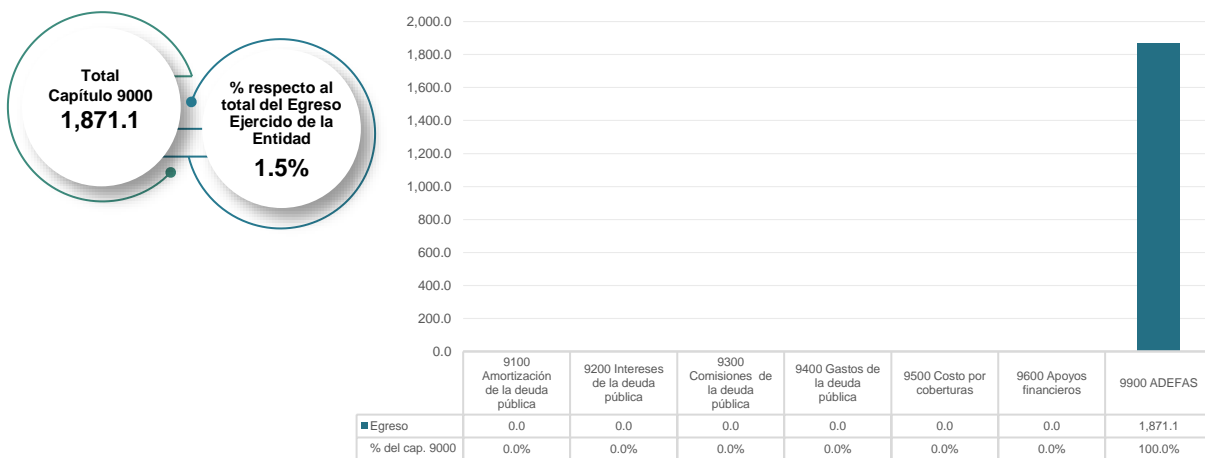 Total
Capítulo 9000
1,871.1
% respecto al
total del Egreso
Ejercido de la
Entidad
1.5%
2,000.0
1,800.0
1,600.0
1,400.0
1,200.0
1,000.0
800.0
600.0
400.0
200.0
0.0
9100
Amortización
de la deuda
pública
9200 Intereses
de la deuda
pública
9300
Comisiones de
la deuda
pública
9400 Gastos de
la deuda
pública
9500 Costo por
coberturas
9600 Apoyos
financieros
9900 ADEFAS
Egreso 0.0 0.0 0.0 0.0 0.0 0.0 1,871.1
% del cap. 9000 0.0% 0.0% 0.0% 0.0% 0.0% 0.0% 100.0%